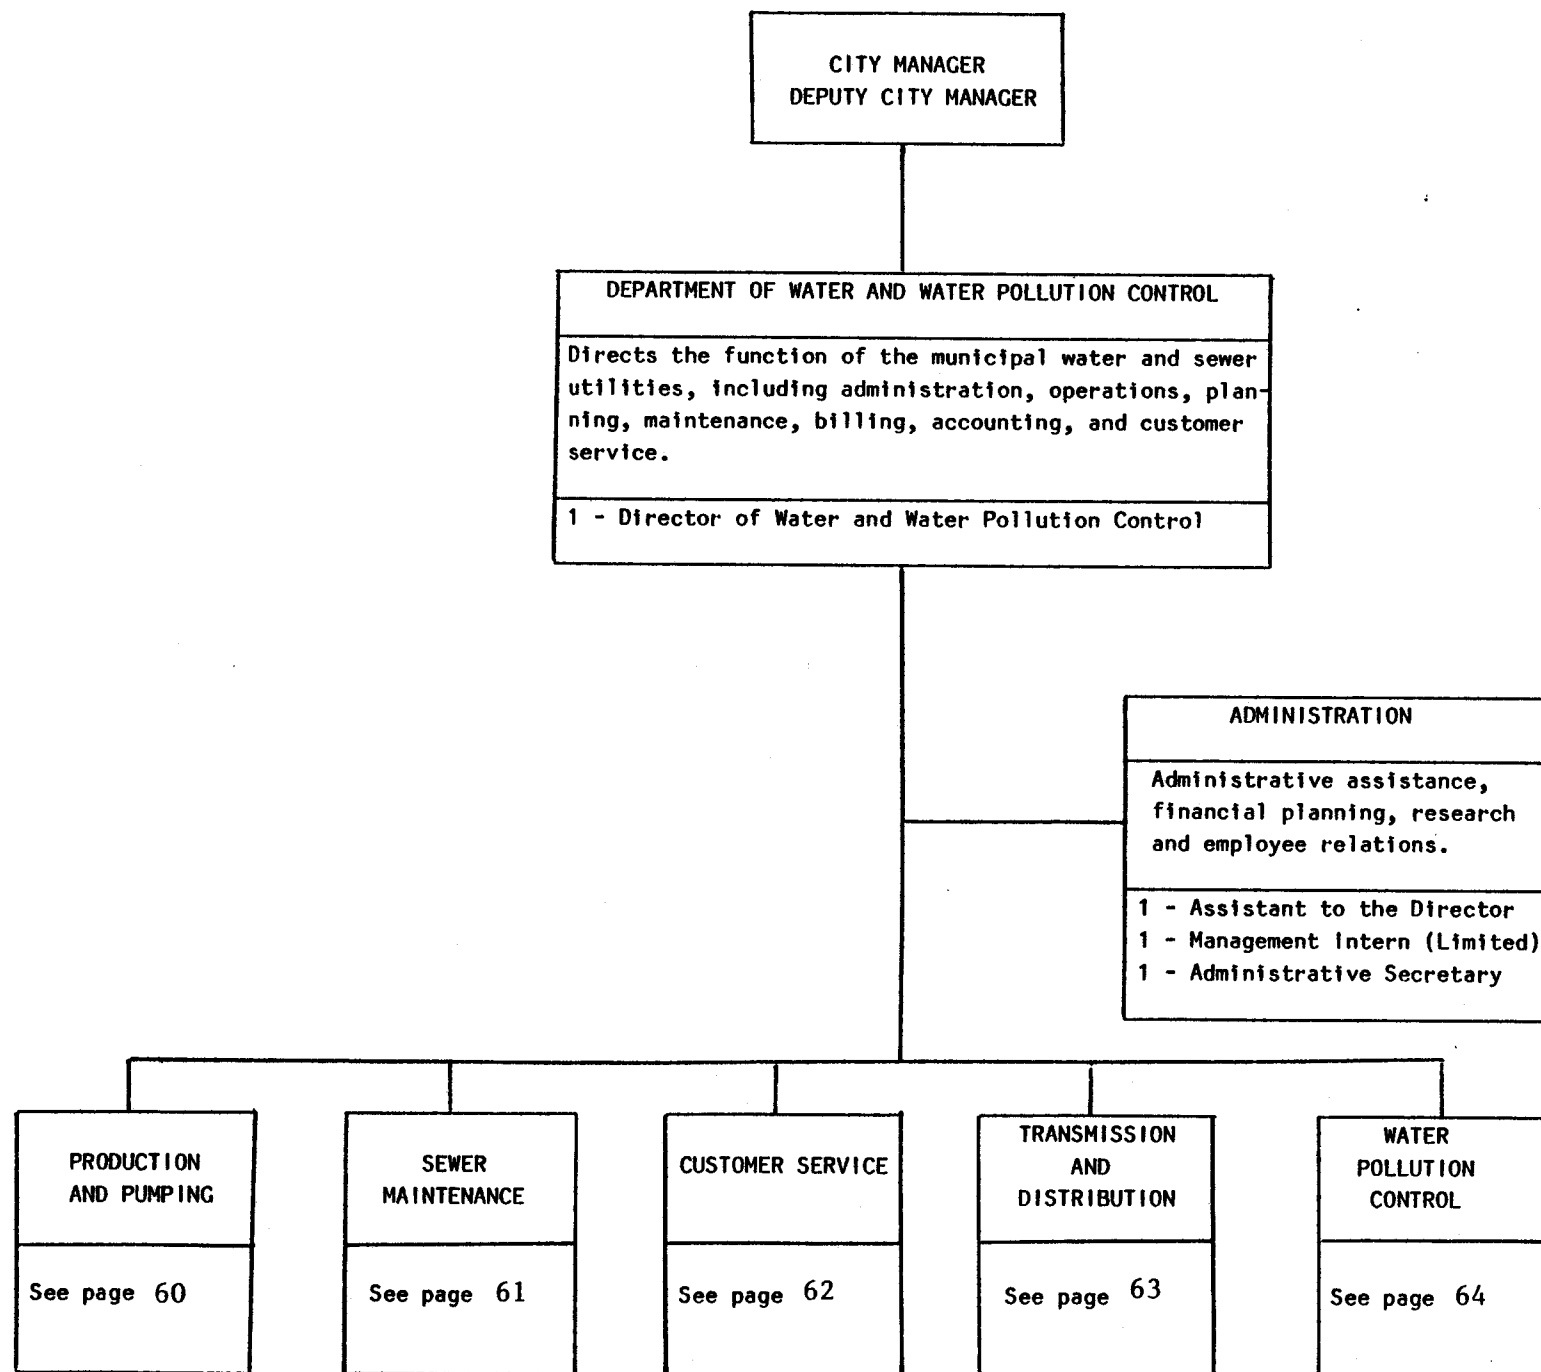 CITY MANAGER
DEPUTY CITY MANAGER
DEPARTMENT OF WATER AND WATER POLLUTION CONTROL
Directs the function of the municipal water and sewer
utilities, including administration, operations, plan-
ning, maintenance, billing, accounting, and customer
service.
1 - Director of Water and Water Pollution Control
ADMINISTRATION
Administrative assistance,
financial planning, research
and employee relations.
1 - Assistant to the Director
1 - Management Intern (Limited)
1 - Administrative Secretary
PRODUCTION
AND PUMPING
See page 60
SEWER
MAINTENANCE
See page 61
CUSTOMER SERVICE
See page 62
TRANSMISSION
AND
DISTRIBUTION
See page 63
WATER
POLLUTION
CONTROL
See page 64